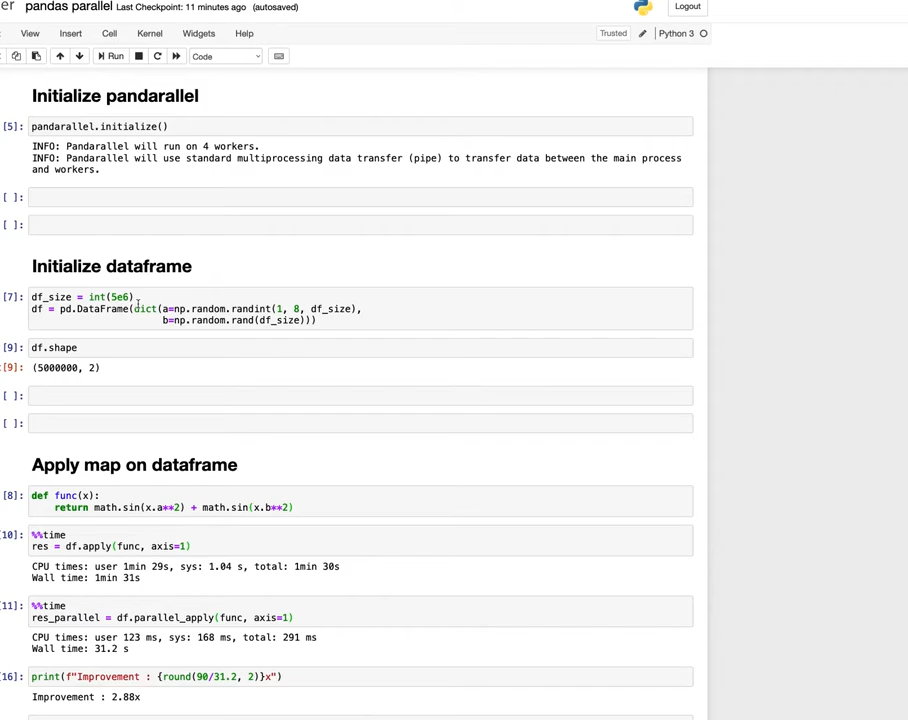 er pandas parallel Last Checkpoint: 11 minutes ago (autosaved)
Logout
View Insert Cell Kernel Widgets Help
Trusted Python 3
Run Code
Initialize pandarallel
[5]: pandarallel.initialize()
INFO: Pandarallel will run on 4 workers.
INFO: Pandarallel will use standard multiprocessing data transfer (pipe) to transfer data between the main process
and workers.
[ ]:
[ ]:
Initialize dataframe
[7]: df_size = int(5e6)
df = pd.DataFrame(dict(a=np.random.randint(1, 8, df_size),
b=np.random.rand(df_size)))
[9]: df.shape
[9]: (5000000, 2)
[ ]:
[ ]:
Apply map on dataframe
[8]: def func(x):
return math.sin(x.a**2) + math.sin(x.b**2)
[10]: %%time
res = df.apply(func, axis=1)
CPU times: user 1min 29s, sys: 1.04 s, total: 1min 30s
Wall time: 1min 31s
[11]: %%time
res_parallel = df.parallel_apply(func, axis=1)
CPU times: user 123 ms, sys: 168 ms, total: 291 ms
Wall time: 31.2 s
[16]: print(f"Improvement : {round(90/31.2, 2)}x")
Improvement : 2.88x